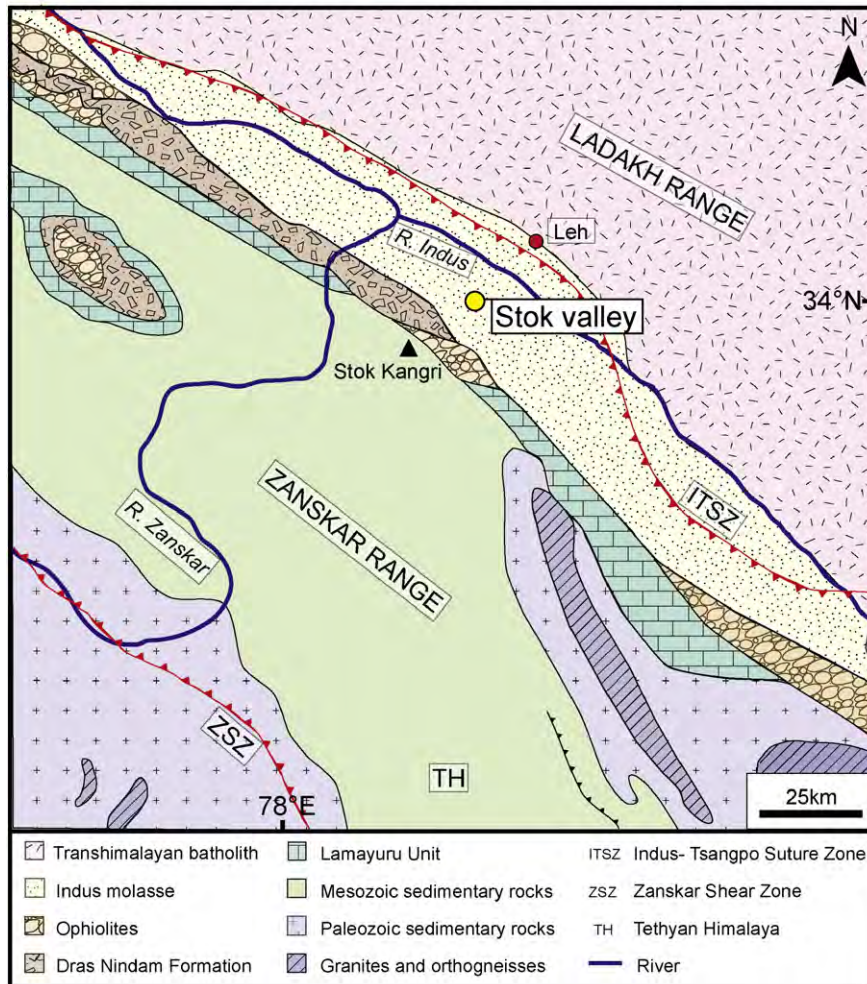 N
LADAKH RANGE
Leh
R. Indus
34°N
Stok valley
Stok Kangri
ZANSKAR RANGE
ITSZ
R. Zanskar
ZSZ
TH
78°E
25km
Transhimalayan batholith
Indus molasse
Ophiolites
Dras Nindam Formation
Lamayuru Unit
Mesozoic sedimentary rocks
Paleozoic sedimentary rocks
Granites and orthogneisses
ITSZ Indus- Tsangpo Suture Zone
ZSZ Zanskar Shear Zone
TH Tethyan Himalaya
River